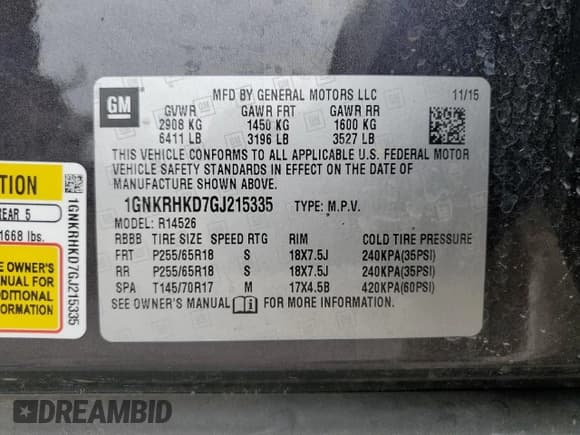 GM
MFD BY GENERAL MOTORS LLC
11/15
GVWR GAWR FRT GAWR RR
2908 KG 1450 KG 1600 KG
6411 LB 3196 LB 3527 LB
THIS VEHICLE CONFORMS TO ALL APPLICABLE U.S. FEDERAL MOTOR
VEHICLE SAFETY STANDARDS IN EFFECT ON THE DATE OF
MANUFACTURE SHOWN ABOVE.
1GNKRHKD7GJ215335 TYPE: M.P.V.
MODEL: R14526
RBBB TIRE SIZE SPEED RTG RIM COLD TIRE PRESSURE
FRT P255/65R18 S 18X7.5J 240KPA(35PSI)
RR P255/65R18 S 18X7.5J 240KPA(35PSI)
SPA T145/70R17 M 17X4.5B 420KPA(60PSI)
SEE OWNER'S MANUAL FOR MORE INFORMATION.
TION
REAR 5
1668 lbs.
E OWNER'S
NUAL FOR
DITIONAL
ORMATION
1GNKRHKD7GJ215335
DREAMBID